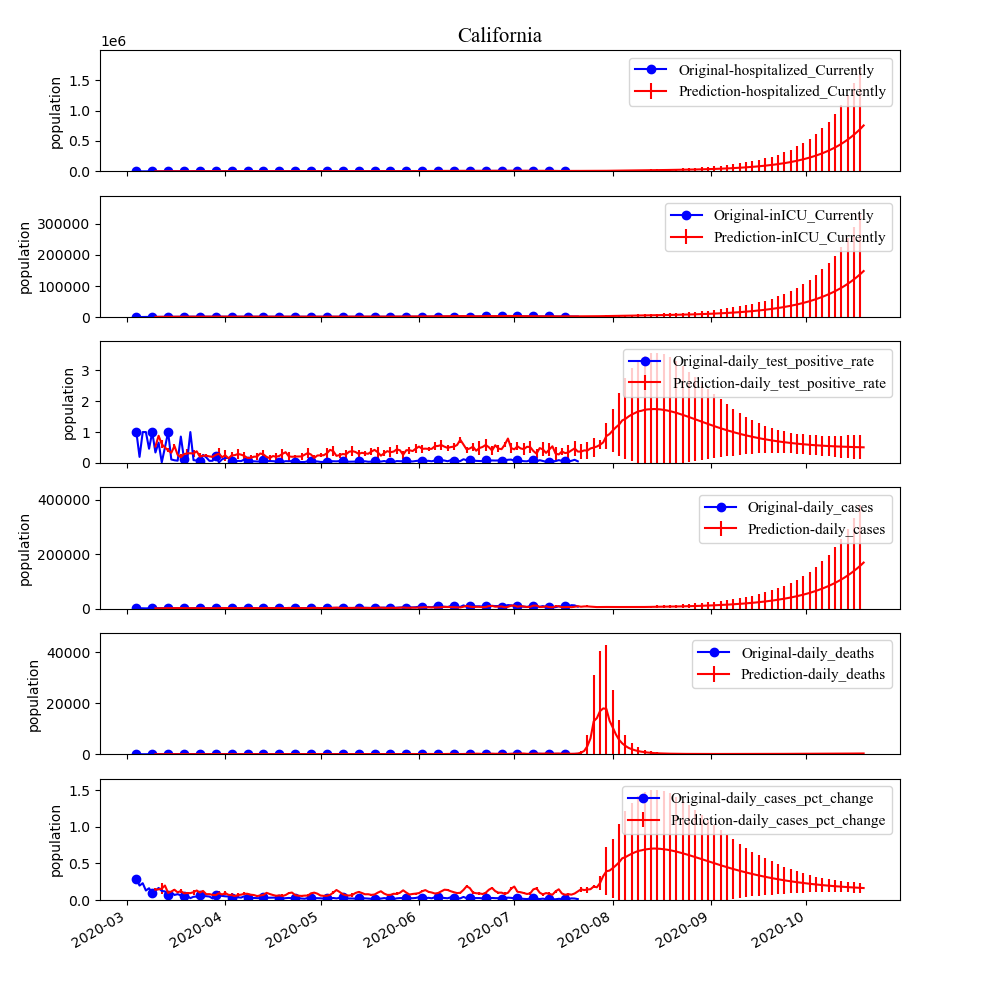 California
1e6
population
1.5
1.0
0.5
0.0
Original-hospitalized_Currently
Prediction-hospitalized_Currently
population
300000
200000
100000
0
Original-inICU_Currently
Prediction-inICU_Currently
population
3
2
1
0
Original-daily_test_positive_rate
Prediction-daily_test_positive_rate
population
400000
200000
0
Original-daily_cases
Prediction-daily_cases
population
40000
20000
0
Original-daily_deaths
Prediction-daily_deaths
population
1.5
1.0
0.5
0.0
Original-daily_cases_pct_change
Prediction-daily_cases_pct_change
2020-03
2020-04
2020-05
2020-06
2020-07
2020-08
2020-09
2020-10